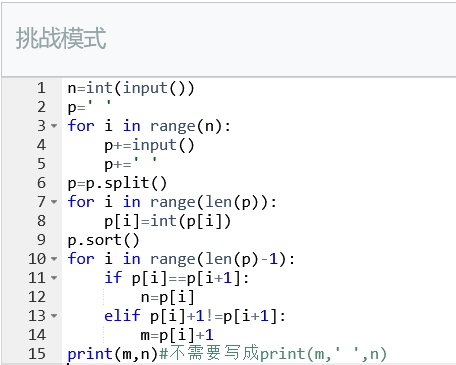 挑战模式
1 n=int(input())
2 p=' '
3 for i in range(n):
4     p+=input()
5     p+=' '
6 p=p.split()
7 for i in range(len(p)):
8     p[i]=int(p[i])
9 p.sort()
10 for i in range(len(p)-1):
11     if p[i]==p[i+1]:
12         n=p[i]
13     elif p[i]+1!=p[i+1]:
14         m=p[i]+1
15 print(m,n)#不需要写成print(m,' ',n)